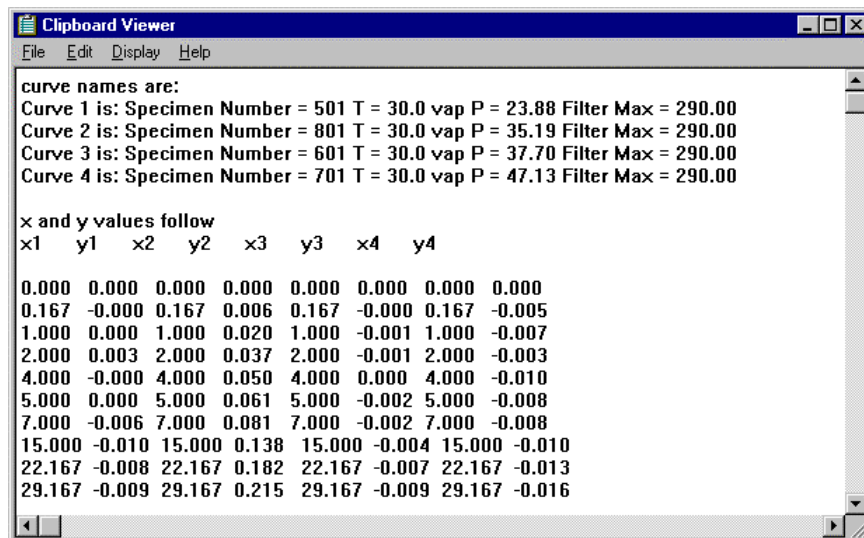 Clipboard Viewer
File Edit Display Help
curve names are:
Curve 1 is: Specimen Number = 501 T = 30.0 vap P = 23.88 Filter Max = 290.00
Curve 2 is: Specimen Number = 801 T = 30.0 vap P = 35.19 Filter Max = 290.00
Curve 3 is: Specimen Number = 601 T = 30.0 vap P = 37.70 Filter Max = 290.00
Curve 4 is: Specimen Number = 701 T = 30.0 vap P = 47.13 Filter Max = 290.00
x and y values follow
x1 y1 x2 y2 x3 y3 x4 y4
0.000 0.000 0.000 0.000 0.000 0.000 0.000 0.000
0.167 -0.000 0.167 0.006 0.167 -0.000 0.167 -0.005
1.000 0.000 1.000 0.020 1.000 -0.001 1.000 -0.007
2.000 0.003 2.000 0.037 2.000 -0.001 2.000 -0.003
4.000 -0.000 4.000 0.050 4.000 0.000 4.000 -0.010
5.000 0.000 5.000 0.061 5.000 -0.002 5.000 -0.008
7.000 -0.006 7.000 0.081 7.000 -0.002 7.000 -0.008
15.000 -0.010 15.000 0.138 15.000 -0.004 15.000 -0.010
22.167 -0.008 22.167 0.182 22.167 -0.007 22.167 -0.013
29.167 -0.009 29.167 0.215 29.167 -0.009 29.167 -0.016